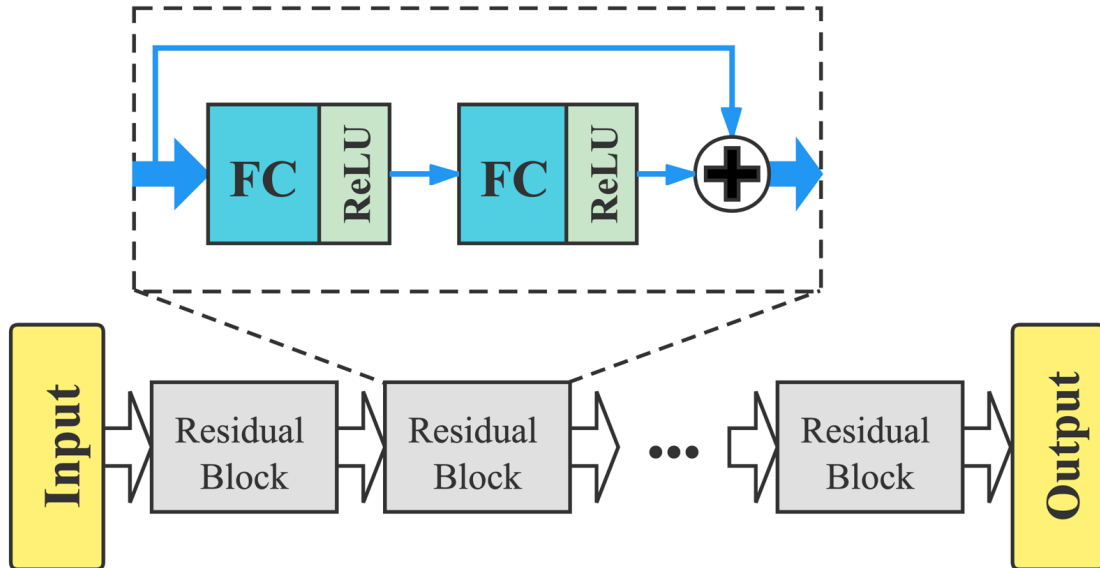 FC
ReLU
FC
ReLU
Input
Residual
Block
Residual
Block
Residual
Block
Output